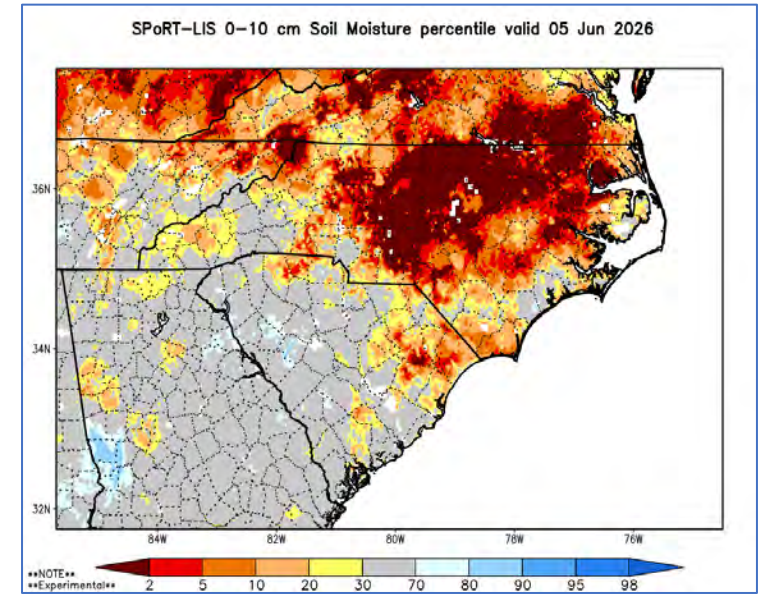 SPoRT-LIS 0-10 cm Soil Moisture percentile valid 05 Jun 2026
36N
34N
32N
84W 82W 80W 78W 76W
**NOTE**
**Experimental**
2 5 10 20 30 70 80 90 95 98